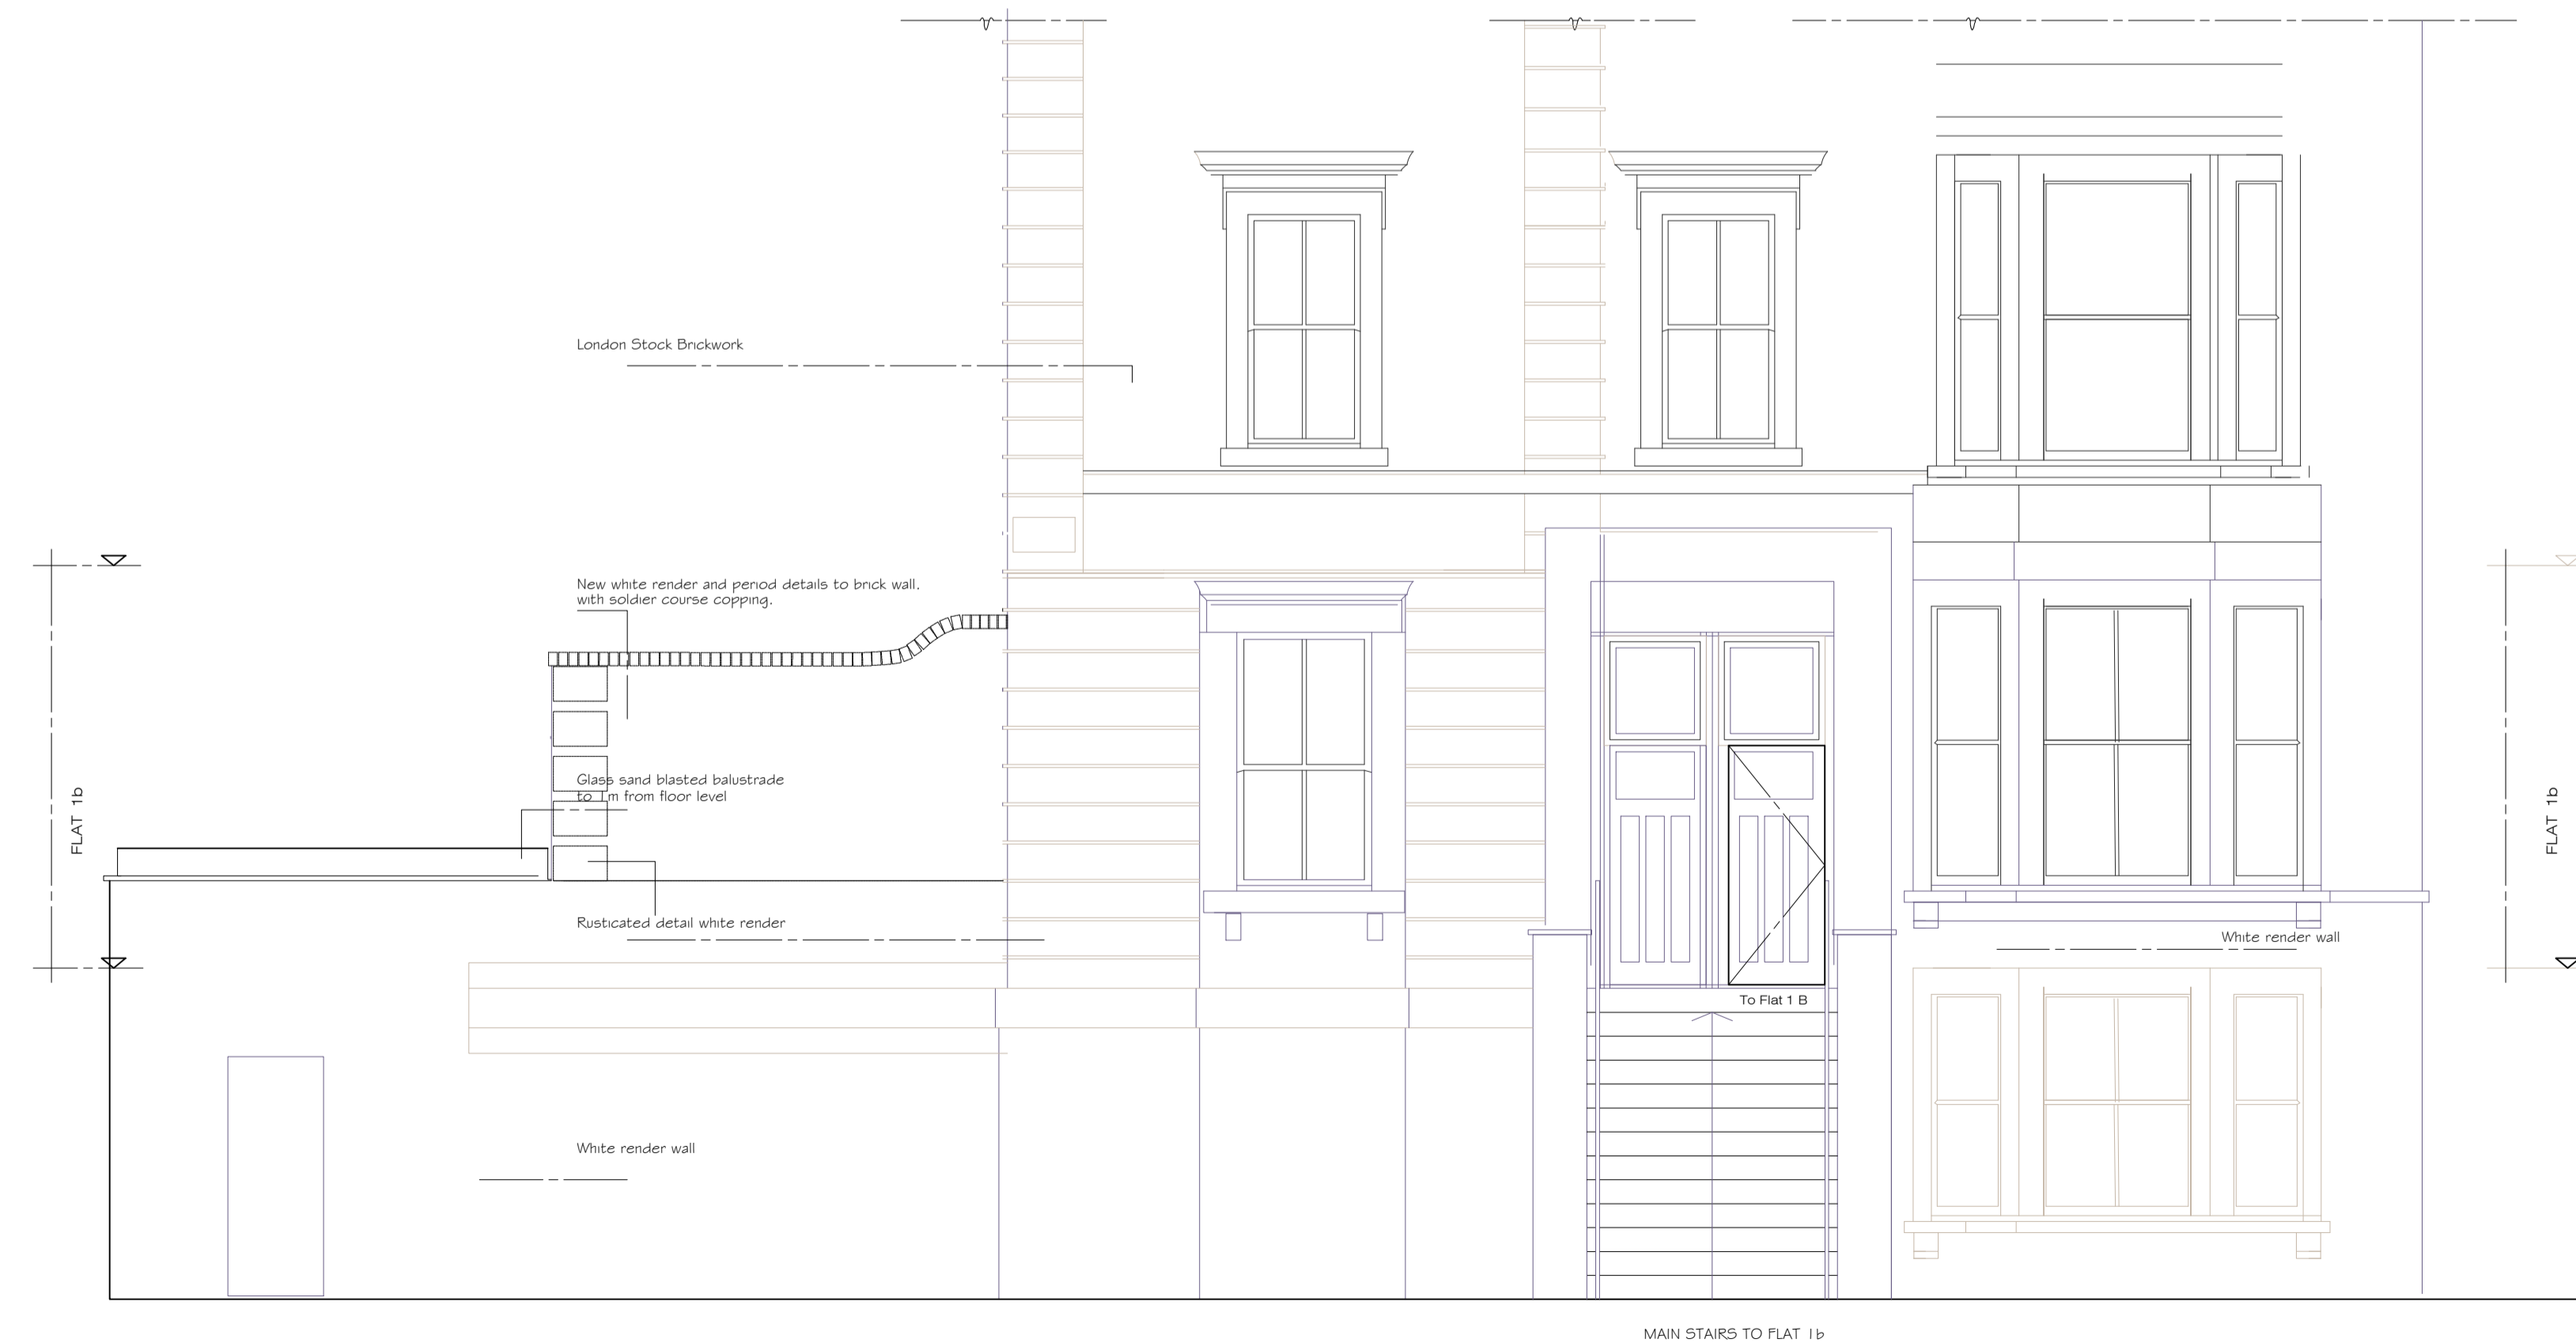 London Stock Brickwork
New white render and period details to brick wall,
with soldier course copping.
Glass sand blasted balustrade
to 1m from floor level
FLAT 1b
FLAT 1b
Rusticated detail white render
White render wall
To Flat 1 B
White render wall
MAIN STAIRS TO FLAT 1b